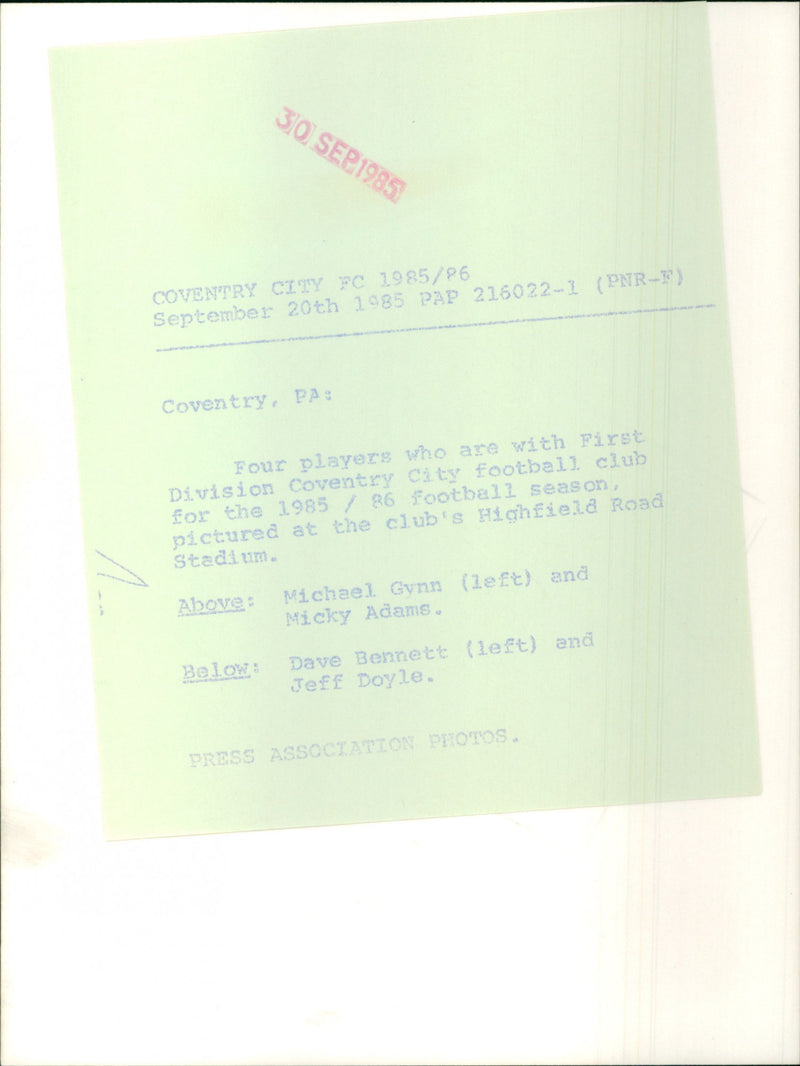 30 SEP 1985
COVENTRY CITY FC 1985/86
September 20th 1985 PAP 216022-1 (PNR-F)
Coventry, PA:
Four players who are with First
Division Coventry City football club
for the 1985 / 86 football season,
pictured at the club's Highfield Road
Stadium.
Above: Michael Gynn (left) and
Micky Adams.
Below: Dave Bennett (left) and
Jeff Doyle.
PRESS ASSOCIATION PHOTOS.